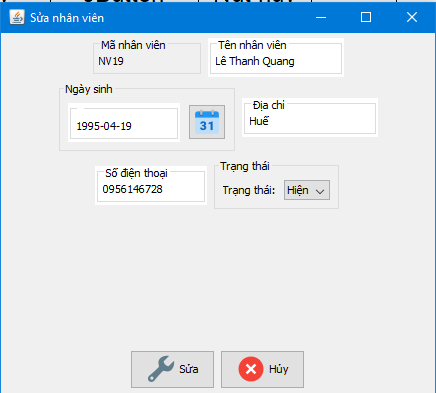 Sửa nhân viên
Mã nhân viên
NV19
Tên nhân viên
Lê Thanh Quang
Ngày sinh
1995-04-19
31
Địa chỉ
Huế
Số điện thoại
0956146728
Trạng thái
Trạng thái: Hiện
Sửa
Hủy